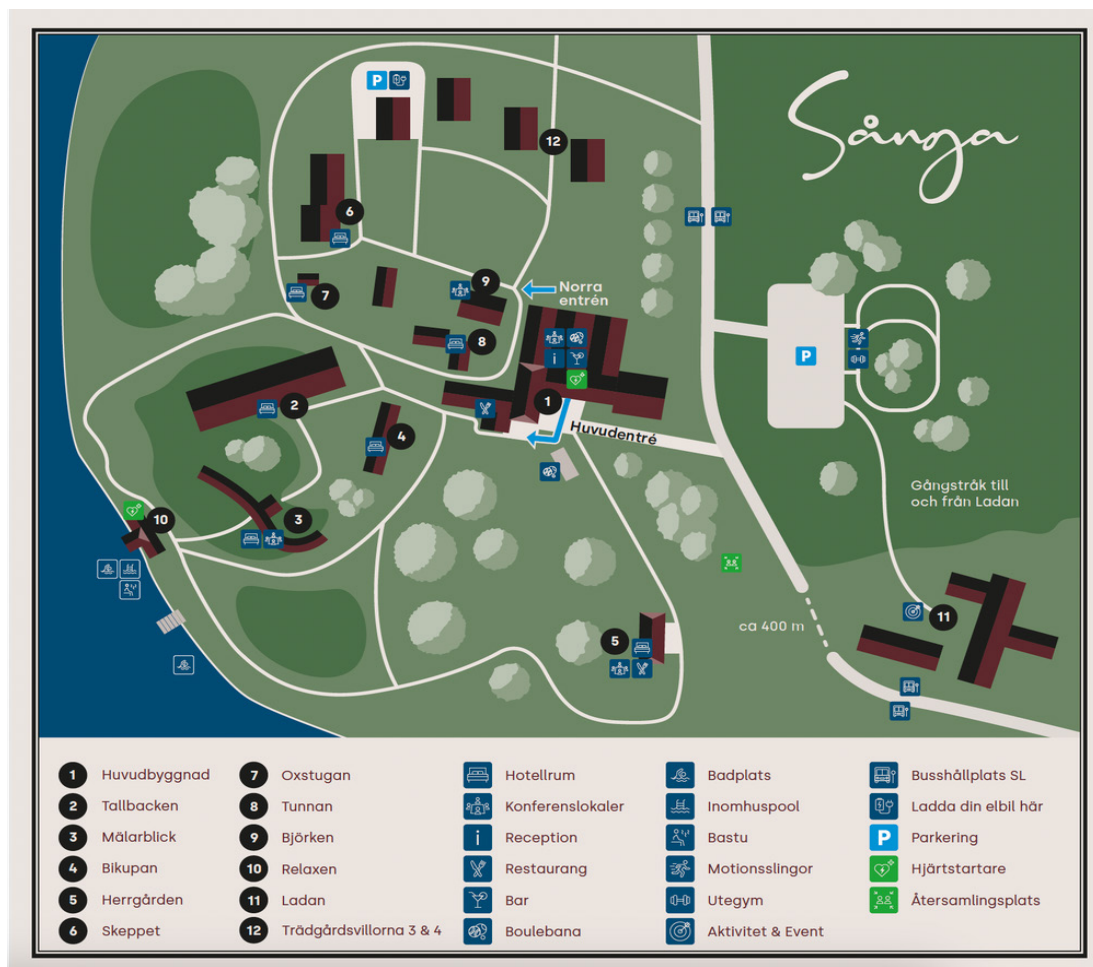 Sånga
P
12
6
9
Norra
entrén
7
8
i
P
1
2
4
Huvudentré
Gångstråk till
och från Ladan
10
3
ca 400 m
11
5
1 Huvudbyggnad
2 Tallbacken
3 Mälarblick
4 Bikupan
5 Herrgården
6 Skeppet
7 Oxstugan
8 Tunnan
9 Björken
10 Relaxen
11 Ladan
12 Trädgårdsvillorna 3 & 4
Hotellrum
Konferenslokaler
i Reception
Restaurang
Bar
Boulebana
Badplats
Inomhuspool
Bastu
Motionsslingor
Utegym
Aktivitet & Event
Busshållplats SL
Ladda din elbil här
P Parkering
Hjärtstartare
Återsamlingsplats